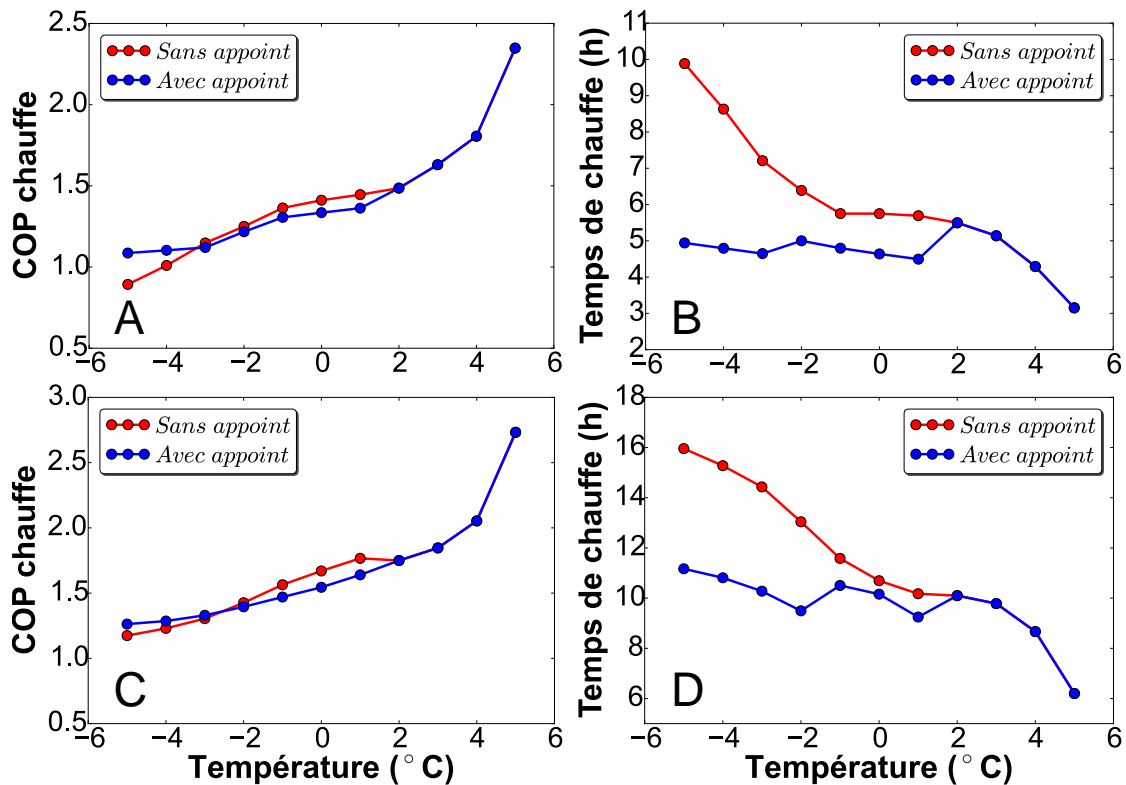 COP chauffe
2.5
2.0
1.5
1.0
0.5
Sans appoint
Avec appoint
A
−6 −4 −2 0 2 4 6
Temps de chauffe (h)
11
10
9
8
7
6
5
4
3
2
Sans appoint
Avec appoint
B
−6 −4 −2 0 2 4 6
COP chauffe
3.0
2.5
2.0
1.5
1.0
0.5
Sans appoint
Avec appoint
C
−6 −4 −2 0 2 4 6
Température (° C)
Temps de chauffe (h)
18
16
14
12
10
8
6
Sans appoint
Avec appoint
D
−6 −4 −2 0 2 4 6
Température (° C)